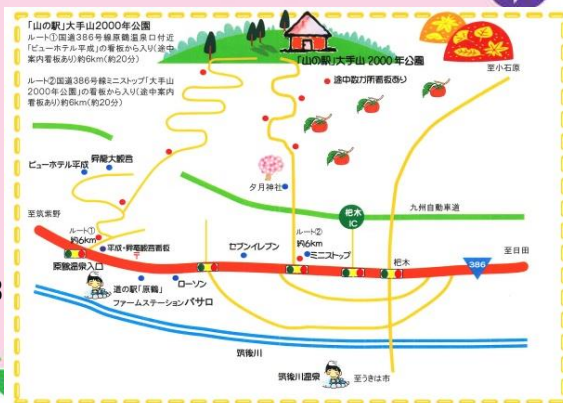 「山の駅」大手山2000年公園
ルート①国道386号線原鶴温泉口付近
「ビューホテル平成」の看板から入り(途中
案内看板あり)約6km(約20分)
ルート②国道386号線ミニストップ「大手山
2000年公園」の看板から入り(途中案内
看板あり)約6km(約20分)
「山の駅」大手山2000年公園
至小石原
途中数カ所看板あり
ビューホテル平成
昇龍大観音
夕月神社
至筑紫野
杷木
IC
九州自動車道
ルート①
約6km
平成・昇竜観音看板
セブンイレブン
ルート②
約6km
ミニストップ
杷木
至日田
386
原鶴温泉入口
道の駅「原鶴」
ファームステーションバサロ
ローソン
筑後川
筑後川温泉
至うきは市